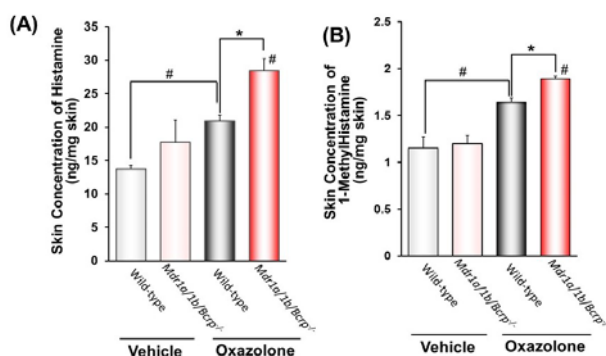 (A)
Skin Concentration of Histamine
(ng/mg skin)
35
30
25
20
15
10
5
0
*
#
#
Wild-type
Mdr1a/1b/Bcrp-/-
Wild-type
Mdr1a/1b/Bcrp-/-
Vehicle
Oxazolone
(B)
Skin Concentration of
1-MethylHistamine
(ng/mg skin)
2.5
2
1.5
1
0.5
0
*
#
#
Wild-type
Mdr1a/1b/Bcrp-/-
Wild-type
Mdr1a/1b/Bcrp-
Vehicle
Oxazolone